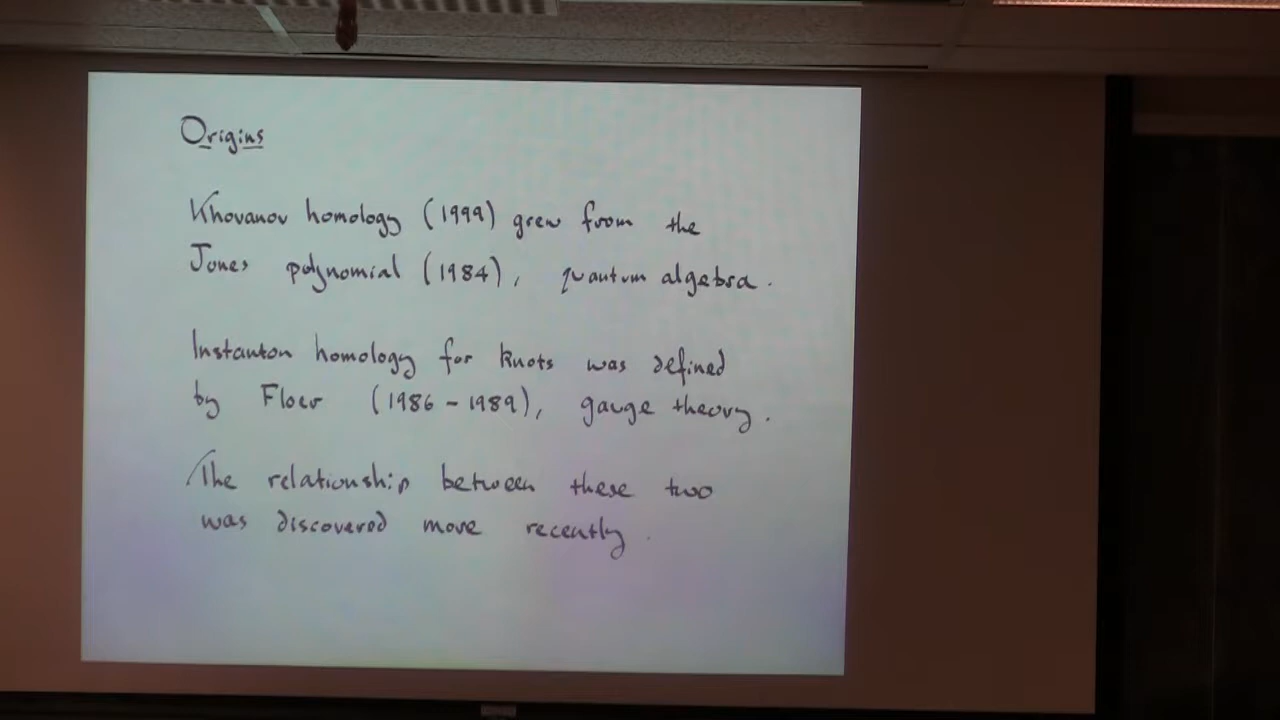 Origins
Khovanov homology (1999) grew from the
Jones polynomial (1984), quantum algebra.
Instanton homology for knots was defined
by Floer (1986-1989), gauge theory.
The relationship between these two
was discovered more recently.